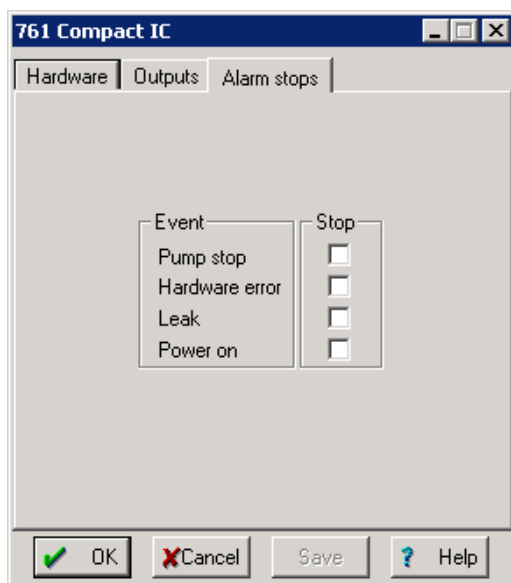 761 Compact IC
Hardware Outputs Alarm stops
Event Stop
Pump stop
Hardware error
Leak
Power on
OK Cancel Save ? Help